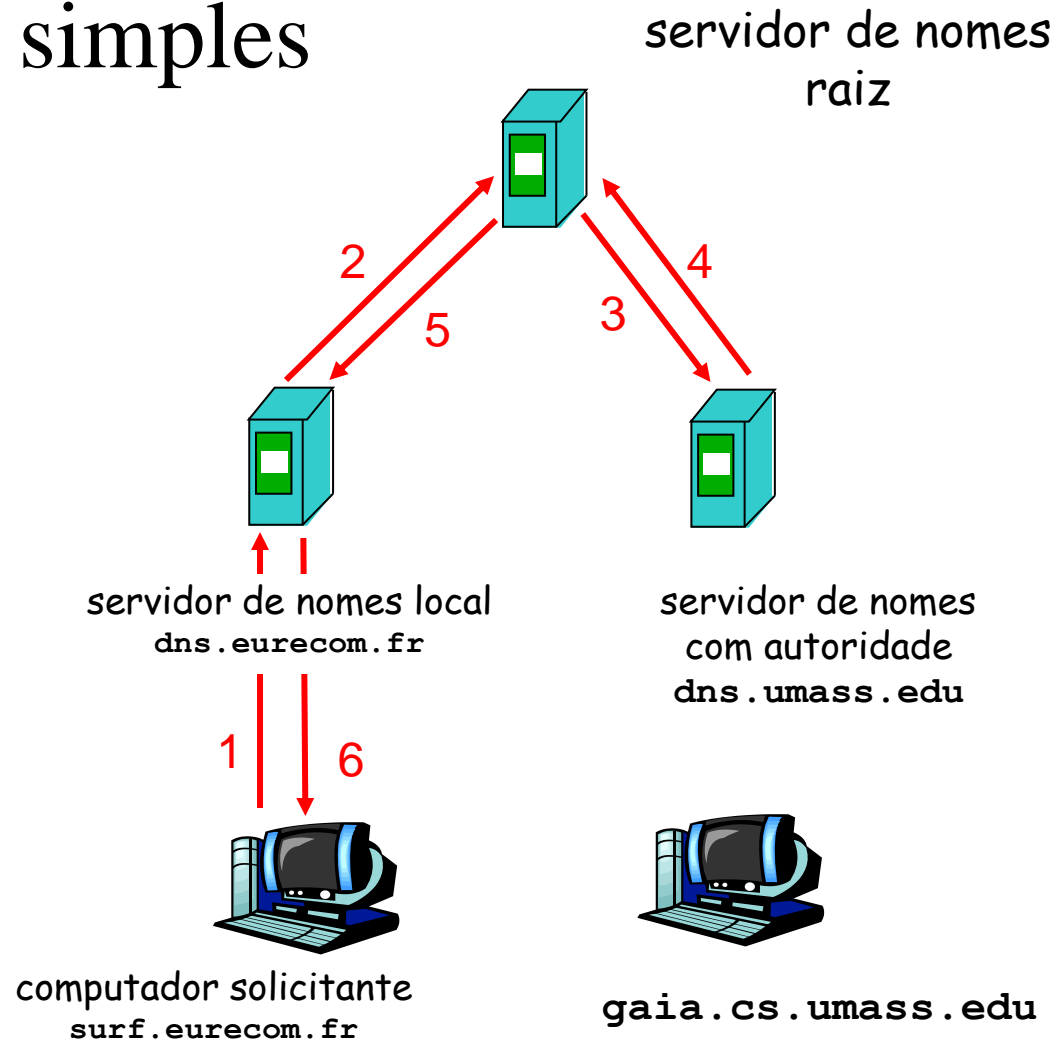 simples
servidor de nomes
raiz
2
4
3
5
servidor de nomes local
dns.eurecom.fr
servidor de nomes
com autoridade
dns.umass.edu
1
6
computador solicitante
surf.eurecom.fr
gaia.cs.umass.edu